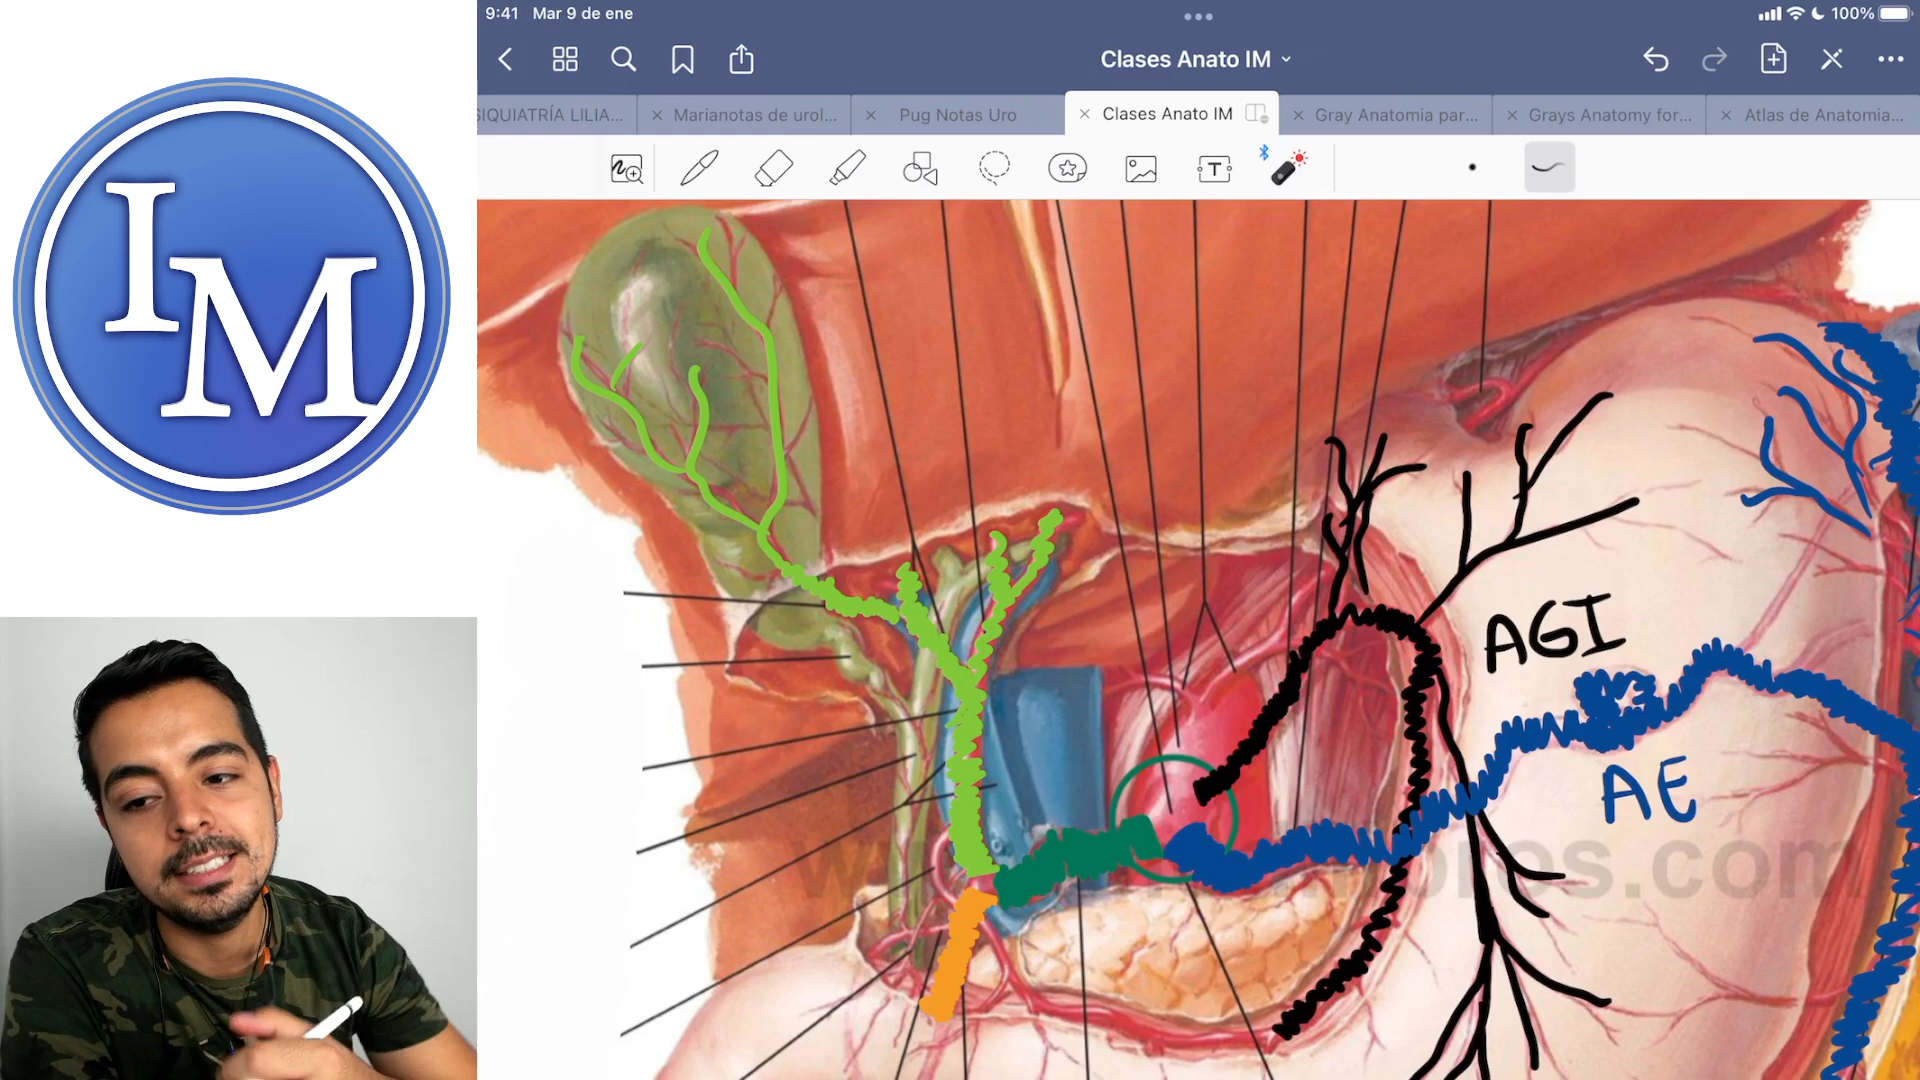 IM
9:41 Mar 9 de ene
100%
Clases Anato IM
SIQUIATRÍA LILIA...
Marianotas de urol...
Pug Notas Uro
Clases Anato IM
Gray Anatomia par...
Grays Anatomy for...
Atlas de Anatomia...
T
AGI
AE